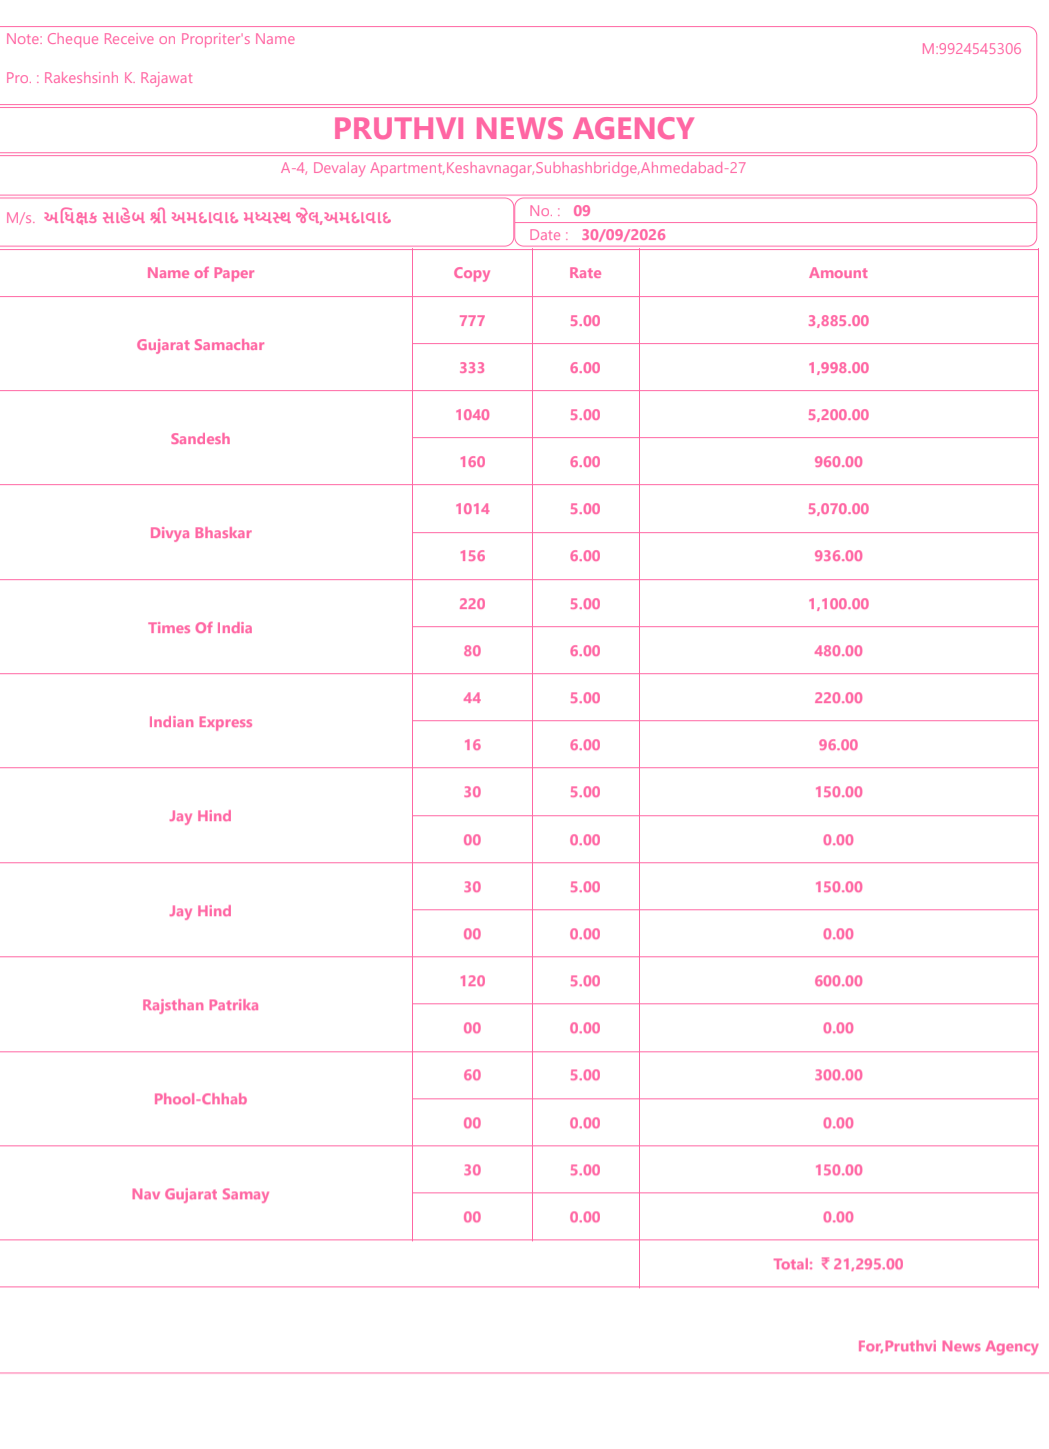 Note: Cheque Receive on Propriter's Name
M:9924545306
Pro. : Rakeshsinh K. Rajawat
PRUTHVI NEWS AGENCY
A-4, Devalay Apartment,Keshavnagar,Subhashbridge,Ahmedabad-27
M/s. અધિક્ષક સાહેબ શ્રી અમદાવાદ મધ્યસ્થ જેલ,અમદાવાદ
No. : 09
Date : 30/09/2026
Name of Paper Copy Rate Amount
Gujarat Samachar
777 5.00 3,885.00
333 6.00 1,998.00
Sandesh
1040 5.00 5,200.00
160 6.00 960.00
Divya Bhaskar
1014 5.00 5,070.00
156 6.00 936.00
Times Of India
220 5.00 1,100.00
80 6.00 480.00
Indian Express
44 5.00 220.00
16 6.00 96.00
Jay Hind
30 5.00 150.00
00 0.00 0.00
Jay Hind
30 5.00 150.00
00 0.00 0.00
Rajsthan Patrika
120 5.00 600.00
00 0.00 0.00
Phool-Chhab
60 5.00 300.00
00 0.00 0.00
Nav Gujarat Samay
30 5.00 150.00
00 0.00 0.00
Total: ₹ 21,295.00
For,Pruthvi News Agency